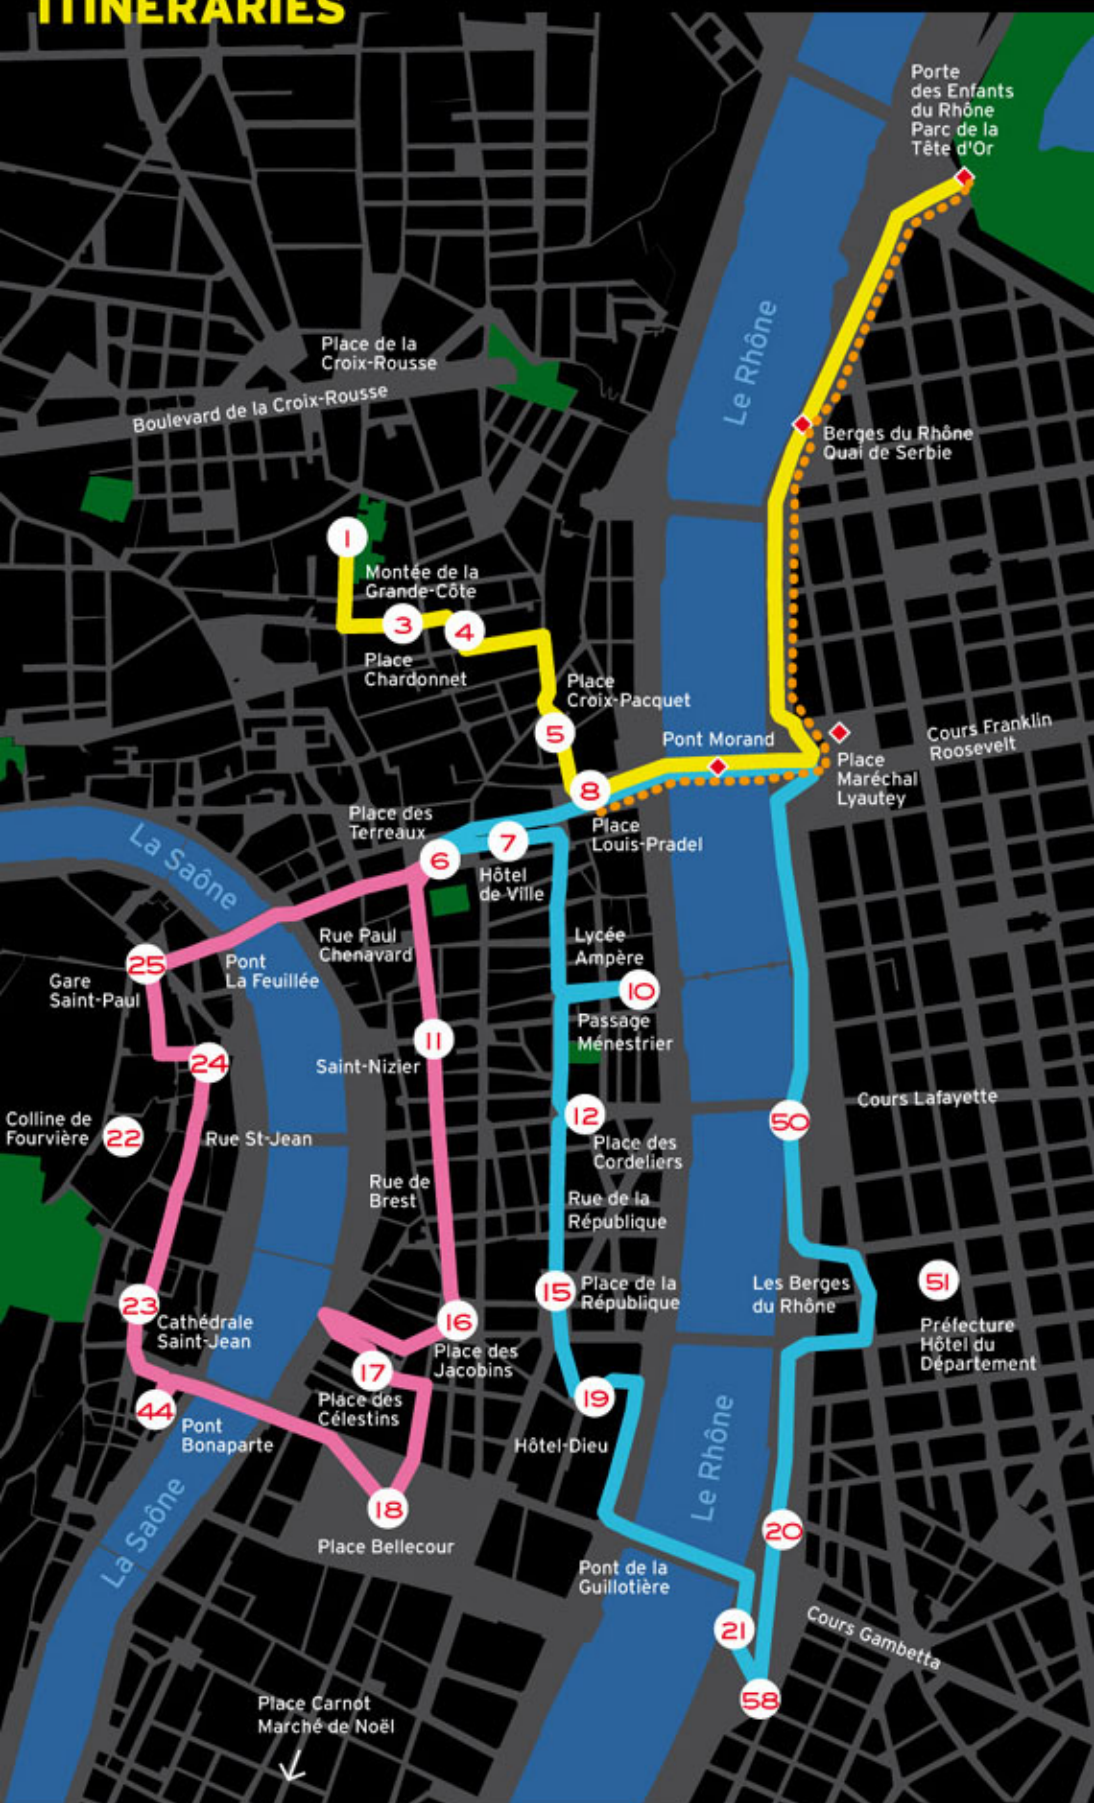 ITINERARIES
Porte
des Enfants
du Rhône
Parc de la
Tête d'Or
Le Rhône
Place de la
Croix-Rousse
Boulevard de la Croix-Rousse
Berges du Rhône
Quai de Serbie
1
Montée de la
Grande-Côte
3
4
Place
Chardonnet
Place
Croix-Pacquet
5
Pont Morand
Cours Franklin
Roosevelt
Place
Maréchal
Lyautey
8
Place
Louis-Pradel
Place des
Terreaux
7
6
Hôtel
de Ville
La Saône
Rue Paul
Chenavard
Lycée
Ampère
25
Pont
La Feuillée
Gare
Saint-Paul
10
Passage
Ménestrier
11
Saint-Nizier
24
Cours Lafayette
12
50
Colline de
Fourvière
22
Rue St-Jean
Place des
Cordeliers
Rue de
Brest
Rue de la
République
15
Place de la
République
Les Berges
du Rhône
51
Préfecture
Hôtel du
Département
23
Cathédrale
Saint-Jean
16
Place des
Jacobins
17
Place des
Célestins
19
44
Pont
Bonaparte
Hôtel-Dieu
Le Rhône
18
Place Bellecour
20
La Saône
Pont de la
Guillotière
21
Cours Gambetta
58
Place Carnot
Marché de Noël